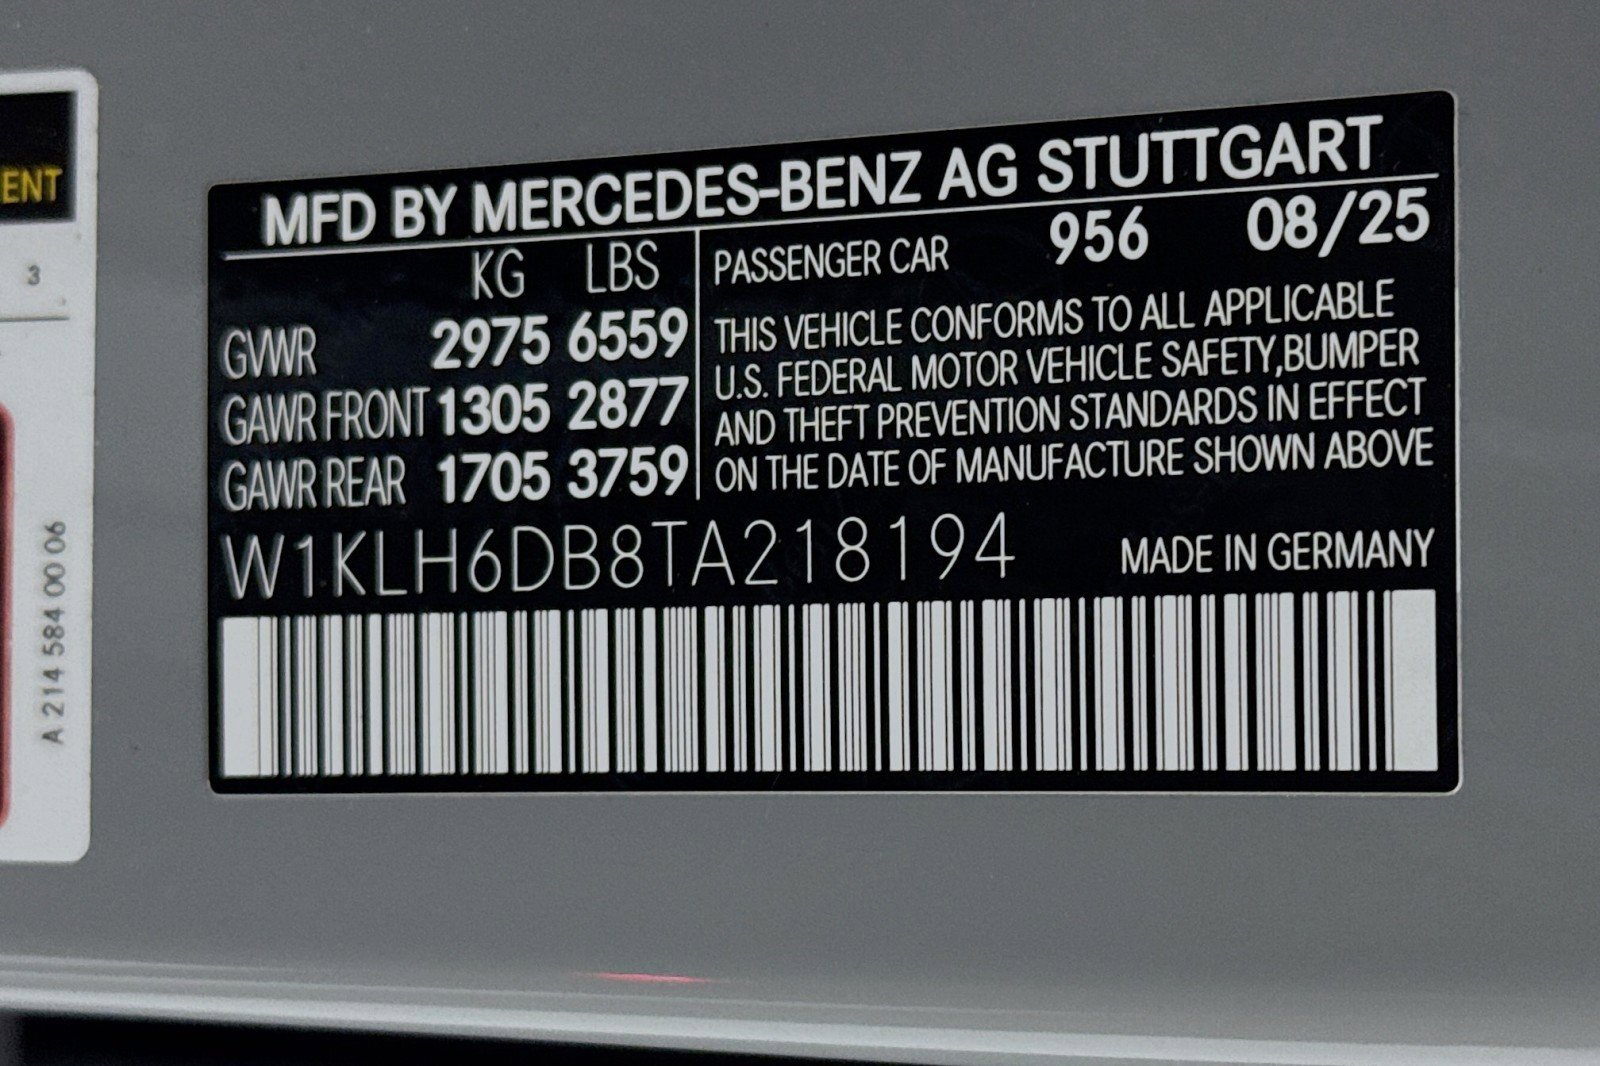 ENT
3
A 214 584 00 06
MFD BY MERCEDES-BENZ AG STUTTGART
KG LBS
GVWR 2975 6559
GAWR FRONT 1305 2877
GAWR REAR 1705 3759
PASSENGER CAR 956 08/25
THIS VEHICLE CONFORMS TO ALL APPLICABLE
U.S. FEDERAL MOTOR VEHICLE SAFETY,BUMPER
AND THEFT PREVENTION STANDARDS IN EFFECT
ON THE DATE OF MANUFACTURE SHOWN ABOVE
W1KLH6DB8TA218194 MADE IN GERMANY